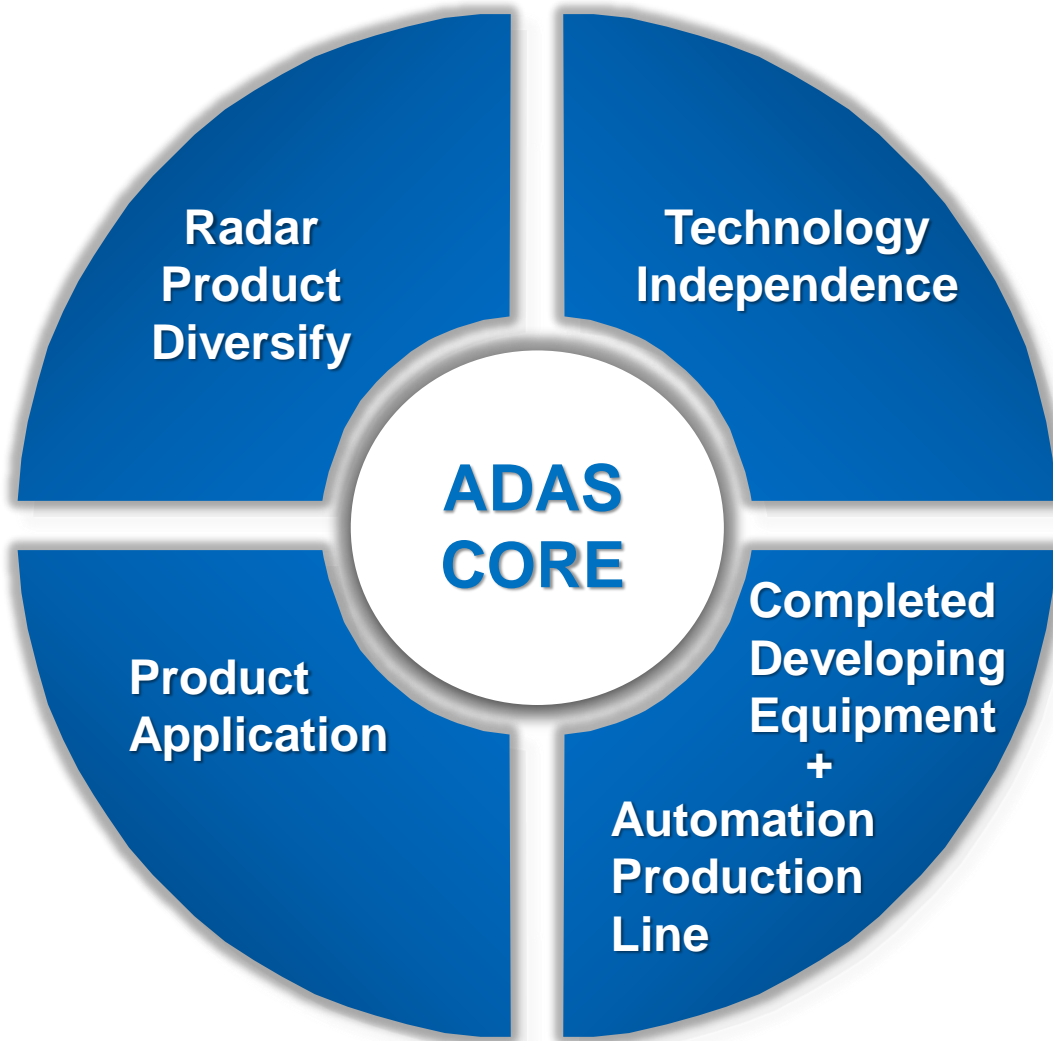 Radar
Product
Diversify
Technology
Independence
ADAS
CORE
Product
Application
Completed
Developing
Equipment
+
Automation
Production
Line